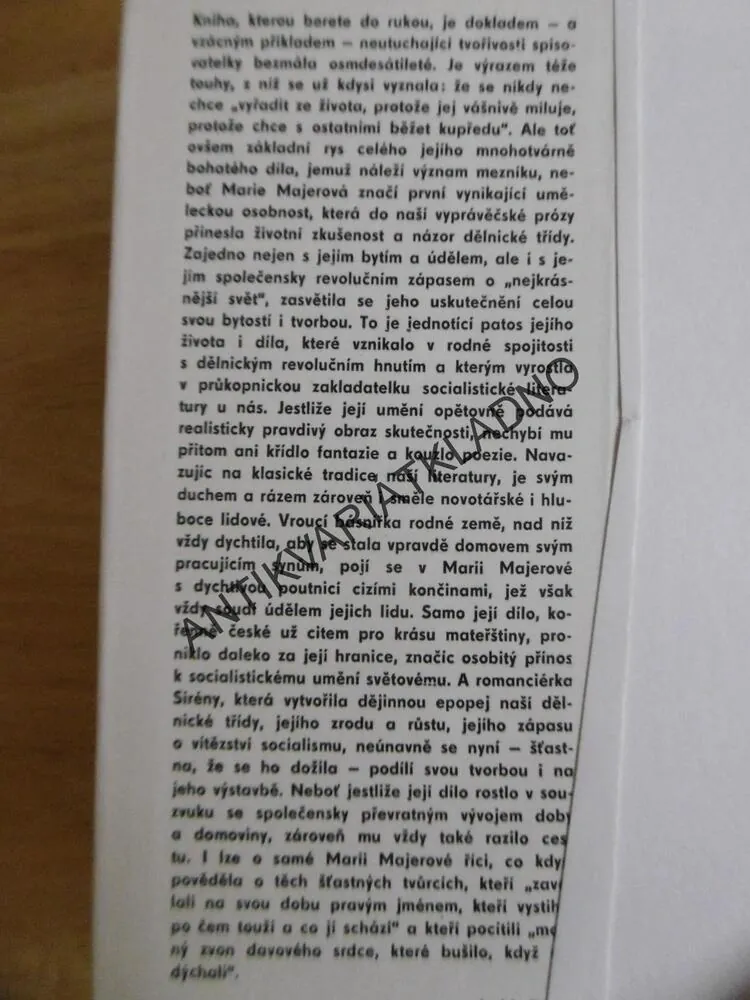 Kniha, kterou berete do rukou, je dokladem – a
vzácným příkladem – neutuchající tvořivosti spiso-
vatelky bezmála osmdesátileté. Je výrazem téže
touhy, z níž se už kdysi vyznala: že se nikdy ne-
chce „vyřadit ze života, protože jej vášnivě miluje,
protože chce s ostatními běžet kupředu“. Ale toť
ovšem základní rys celého jejího mnohotvárně
bohatého díla, jemuž náleží význam mezníku, ne-
boť Marie Majerová značí první vynikající umě-
leckou osobnost, která do naší vyprávěčské prózy
přinesla životní zkušenost a názor dělnické třídy.
Zajedno nejen s jejím bytím a údělem, ale i s je-
jím společensky revolučním zápasem o „nejkrás-
nější svět“, zasvětila se jeho uskutečnění celou
svou bytostí i tvorbou. To je jednotící patos jejího
života i díla, které vznikalo v rodné spojitosti
s dělnickým revolučním hnutím a kterým vyrostla
v průkopnickou zakladatelku socialistické litera-
tury u nás. Jestliže její umění opětovně podává
realisticky pravdivý obraz skutečnosti, nechybí mu
přitom ani křídlo fantazie a kouzlo poezie. Nava-
zujíc na klasické tradice naší literatury, je svým
duchem a rázem zároveň i směle novotářské i hlu-
boce lidové. Vroucí básnířka rodné země, nad níž
vždy dychtila, aby se stala vpravdě domovem svým
pracujícím synům, pojí se v Marii Majerové
s dychtivou poutnicí cizími končinami, jež však
vždy soudí údělem jejich lidu. Samo její dílo, ko-
řenně české už citem pro krásu mateřštiny, pro-
niklo daleko za její hranice, značíc osobitý přínos
k socialistickému umění světovému. A romanciérka
Sirény, která vytvořila dějinnou epopej naší děl-
nické třídy, jejího zrodu a růstu, jejího zápasu
o vítězství socialismu, neúnavně se nyní – šťast-
na, že se ho dožila – podílí svou tvorbou i na
jeho výstavbě. Neboť jestliže její dílo rostlo v sou-
zvuku se společensky převratným vývojem doby
a domoviny, zároveň mu vždy také razilo ces
tu. I lze o samé Marii Majerové říci, co kdy
pověděla o těch šťastných tvůrcích, kteří „zav
lali na svou dobu pravým jménem, kteří vystih
po čem touží a co jí schází“ a kteří pocítili „mo
ný zvon davového srdce, které bušilo, když
dýchali“.
ANTIKVARIATKLADNO